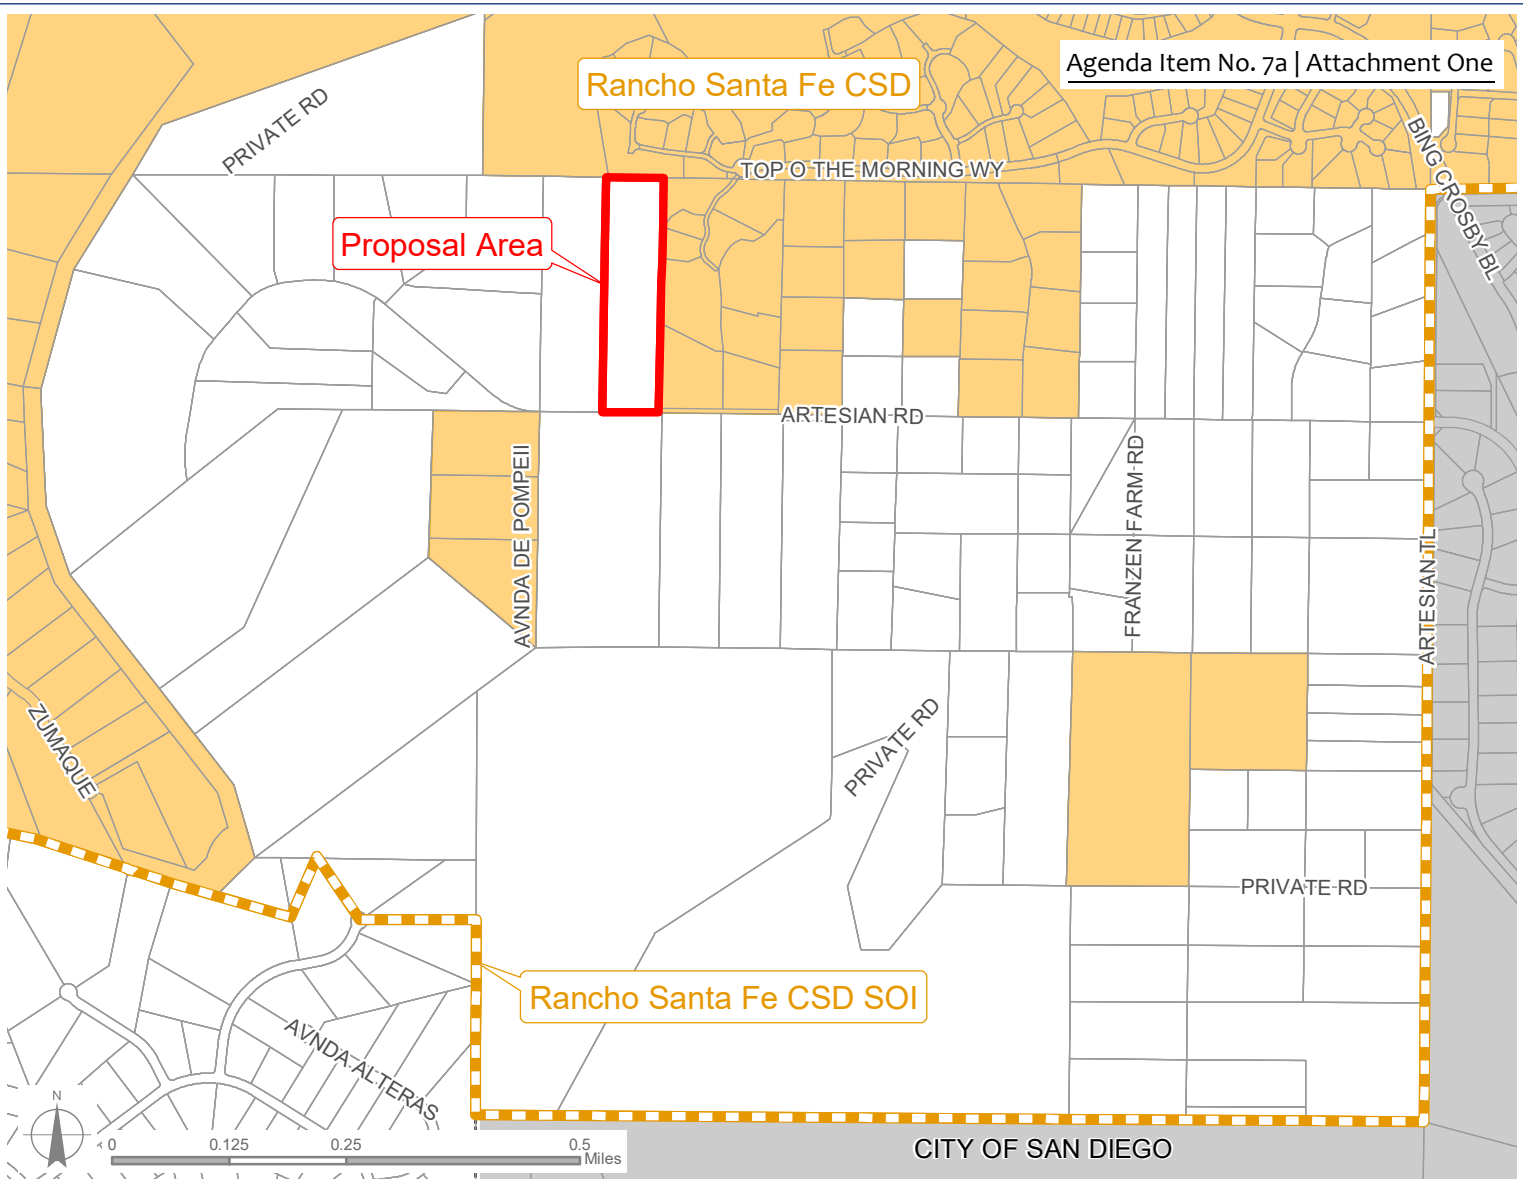 Agenda Item No. 7a | Attachment One
Rancho Santa Fe CSD
PRIVATE RD
BING CROSBY BL
TOP O THE MORNING WY
Proposal Area
ARTESIAN RD
AVNDA DE POMPEII
FRANZEN FARM RD
ARTESIAN TL
ZUMAQUE
PRIVATE RD
PRIVATE RD
Rancho Santa Fe CSD SOI
AVNDA ALTERAS
N
0 0.125 0.25 0.5
Miles
CITY OF SAN DIEGO